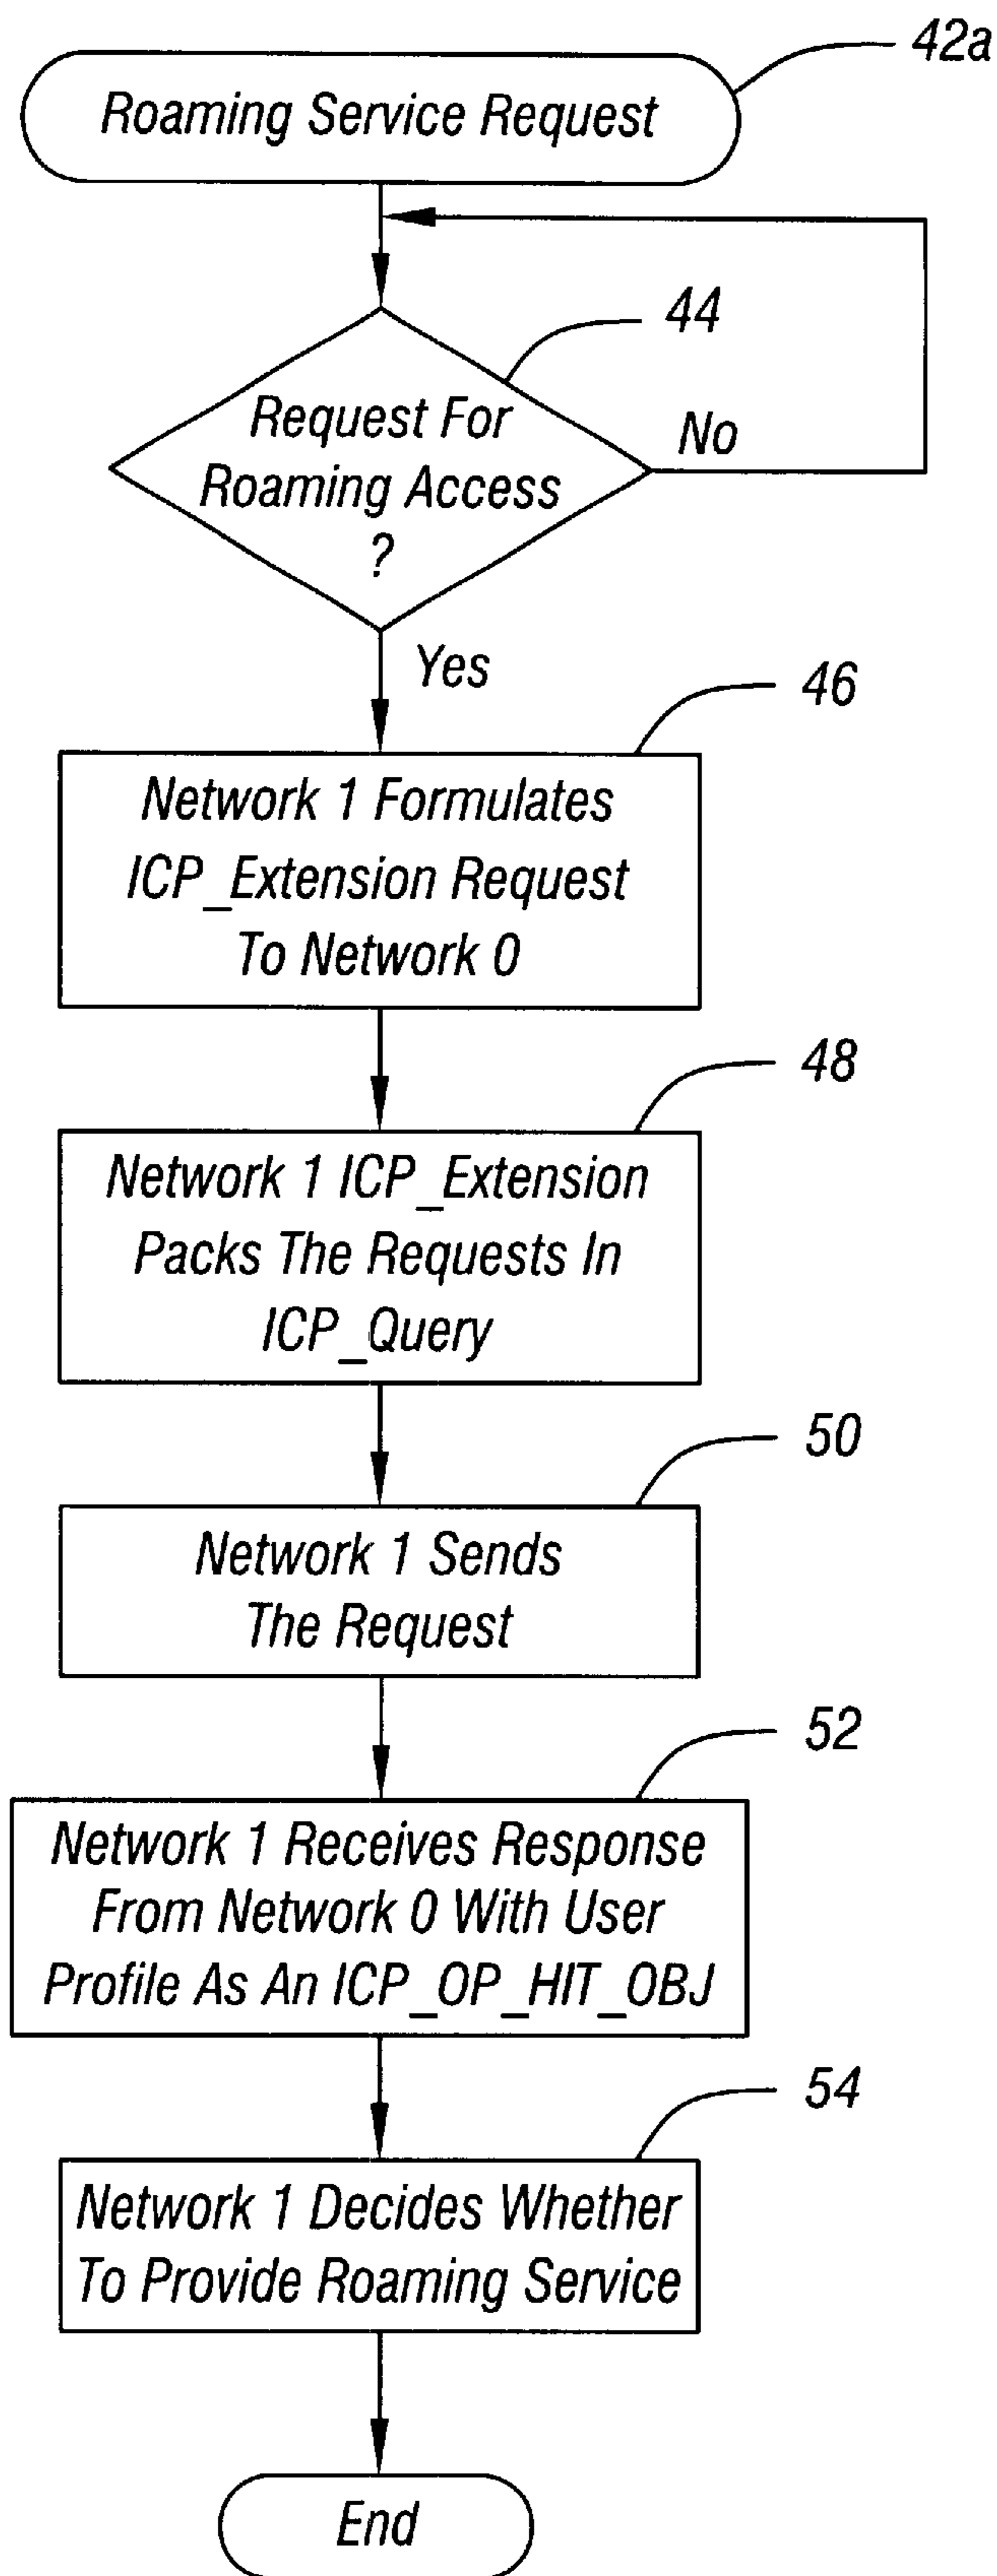 42a
Roaming Service Request
44
Request For
Roaming Access
?
No
Yes
46
Network 1 Formulates
ICP_Extension Request
To Network 0
48
Network 1 ICP_Extension
Packs The Requests In
ICP_Query
50
Network 1 Sends
The Request
52
Network 1 Receives Response
From Network 0 With User
Profile As An ICP_OP_HIT_OBJ
54
Network 1 Decides Whether
To Provide Roaming Service
End